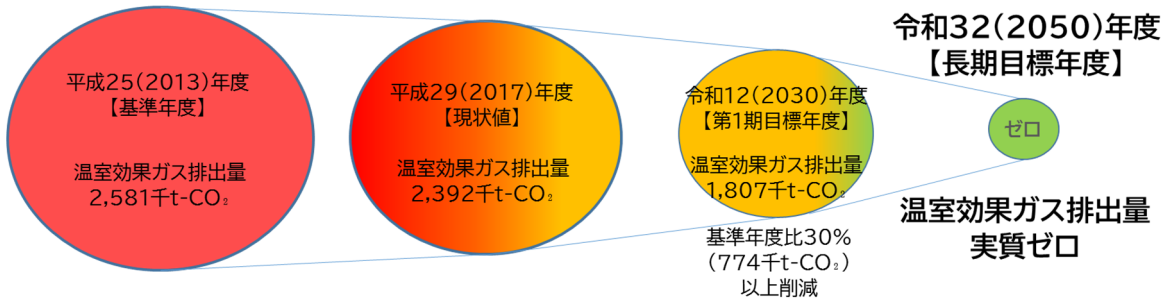 平成25(2013)年度
【基準年度】
温室効果ガス排出量
2,581千t-CO₂
平成29(2017)年度
【現状値】
温室効果ガス排出量
2,392千t-CO₂
令和12(2030)年度
【第1期目標年度】
温室効果ガス排出量
1,807千t-CO₂
基準年度比30%
(774千t-CO₂)
以上削減
令和32(2050)年度
【長期目標年度】
ゼロ
温室効果ガス排出量
実質ゼロ